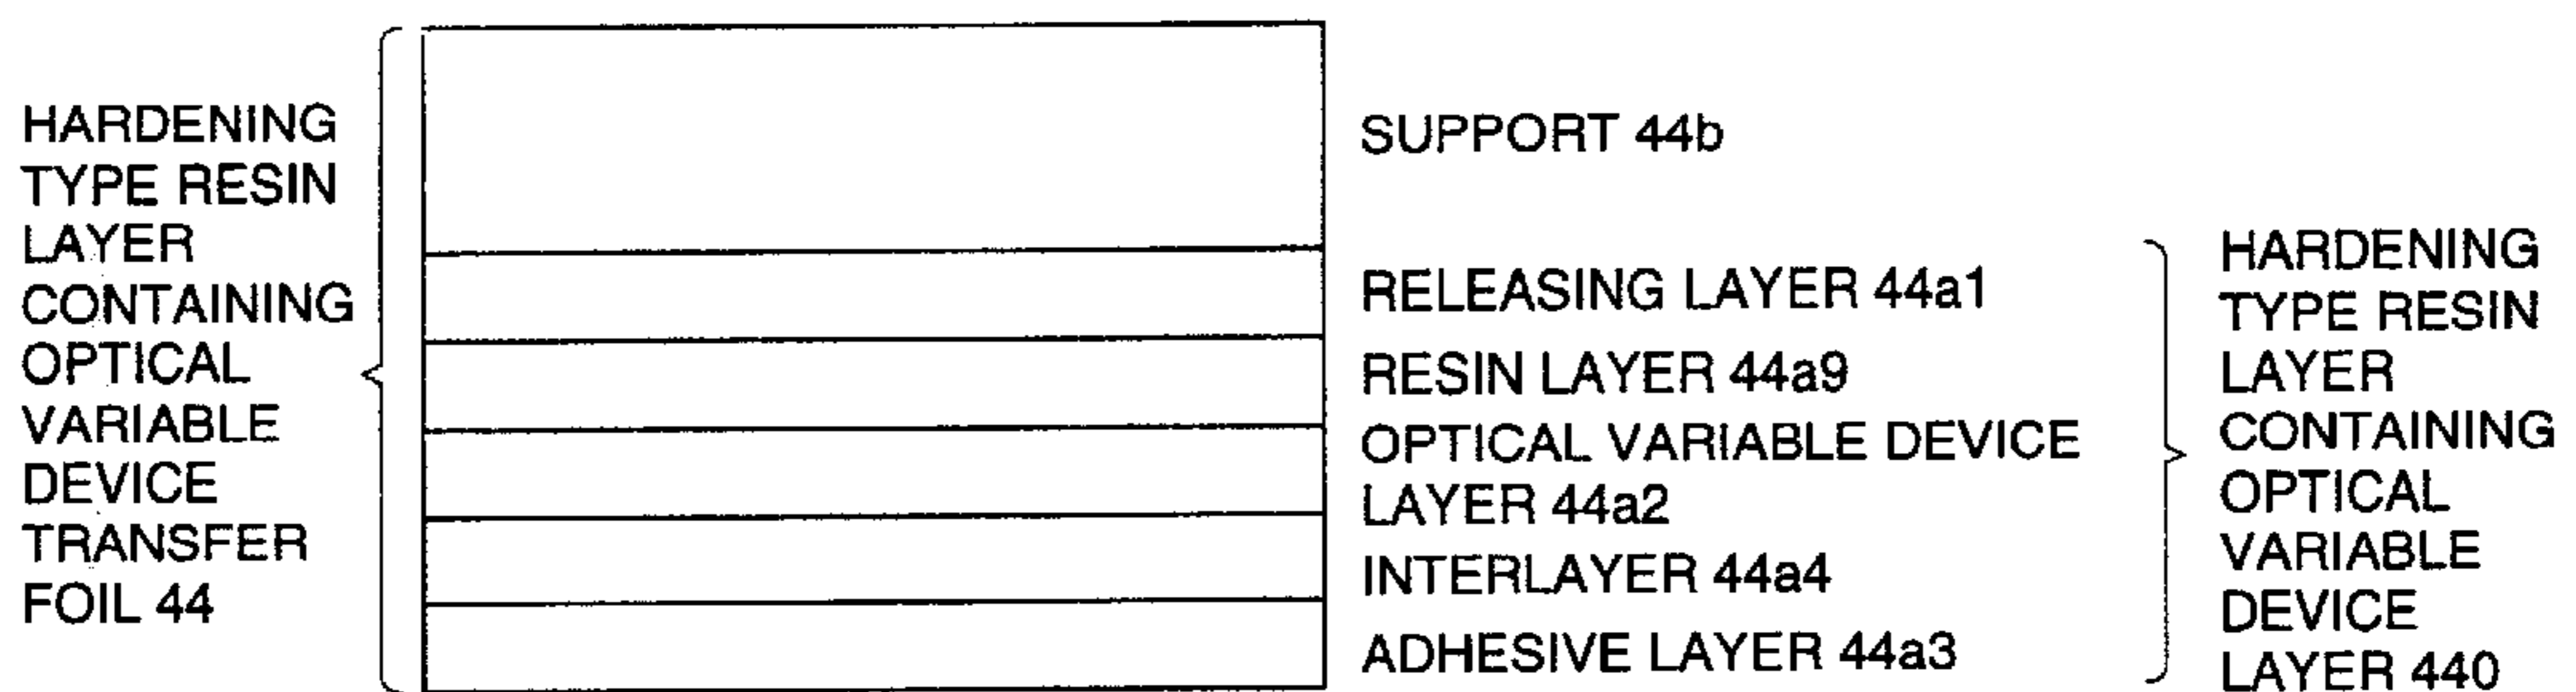 HARDENING
TYPE RESIN
LAYER
CONTAINING
OPTICAL
VARIABLE
DEVICE
TRANSFER
FOIL 44
SUPPORT 44b
RELEASING LAYER 44a1
RESIN LAYER 44a9
OPTICAL VARIABLE DEVICE
LAYER 44a2
INTERLAYER 44a4
ADHESIVE LAYER 44a3
HARDENING
TYPE RESIN
LAYER
CONTAINING
OPTICAL
VARIABLE
DEVICE
LAYER 440